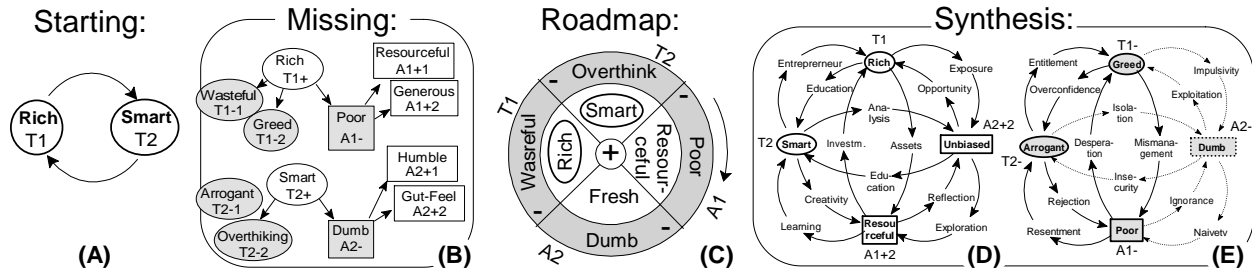 Starting:
Rich
T1
Smart
T2
(A)
Missing:
Rich
T1+
Wasteful
T1-1
Greed
T1-2
Poor
A1-
Resourceful
A1+1
Generous
A1+2
Smart
T2+
Arrogant
T2-1
Overthiking
T2-2
Dumb
A2-
Humble
A2+1
Gut-Feel
A2+2
(B)
Roadmap:
T1
T2
A1
A2
Overthink
Poor
Dumb
Wasreful
-
-
-
-
Smart
Rich
Resour-
ceful
Fresh
+
(C)
Synthesis:
T1
Rich
Entrepreneur
Education
Exposure
Opportunity
Ana-
lysis
T2
Smart
A2+2
Unbiased
Investm.
Assets
Edu-
cation
Creativity
Learning
Reflection
Exploration
Resou
rceful
A1+2
(D)
T1-
Greed
Entitlement
Overconfidence
Impulsivity
Exploitation
Isola-
tion
A2-
Arrogant
T2-
Dumb
Despera-
tion
Mismana-
gement
Inse-
curity
Rejection
Resentment
Ignorance
Naivety
Poor
A1-
(E)